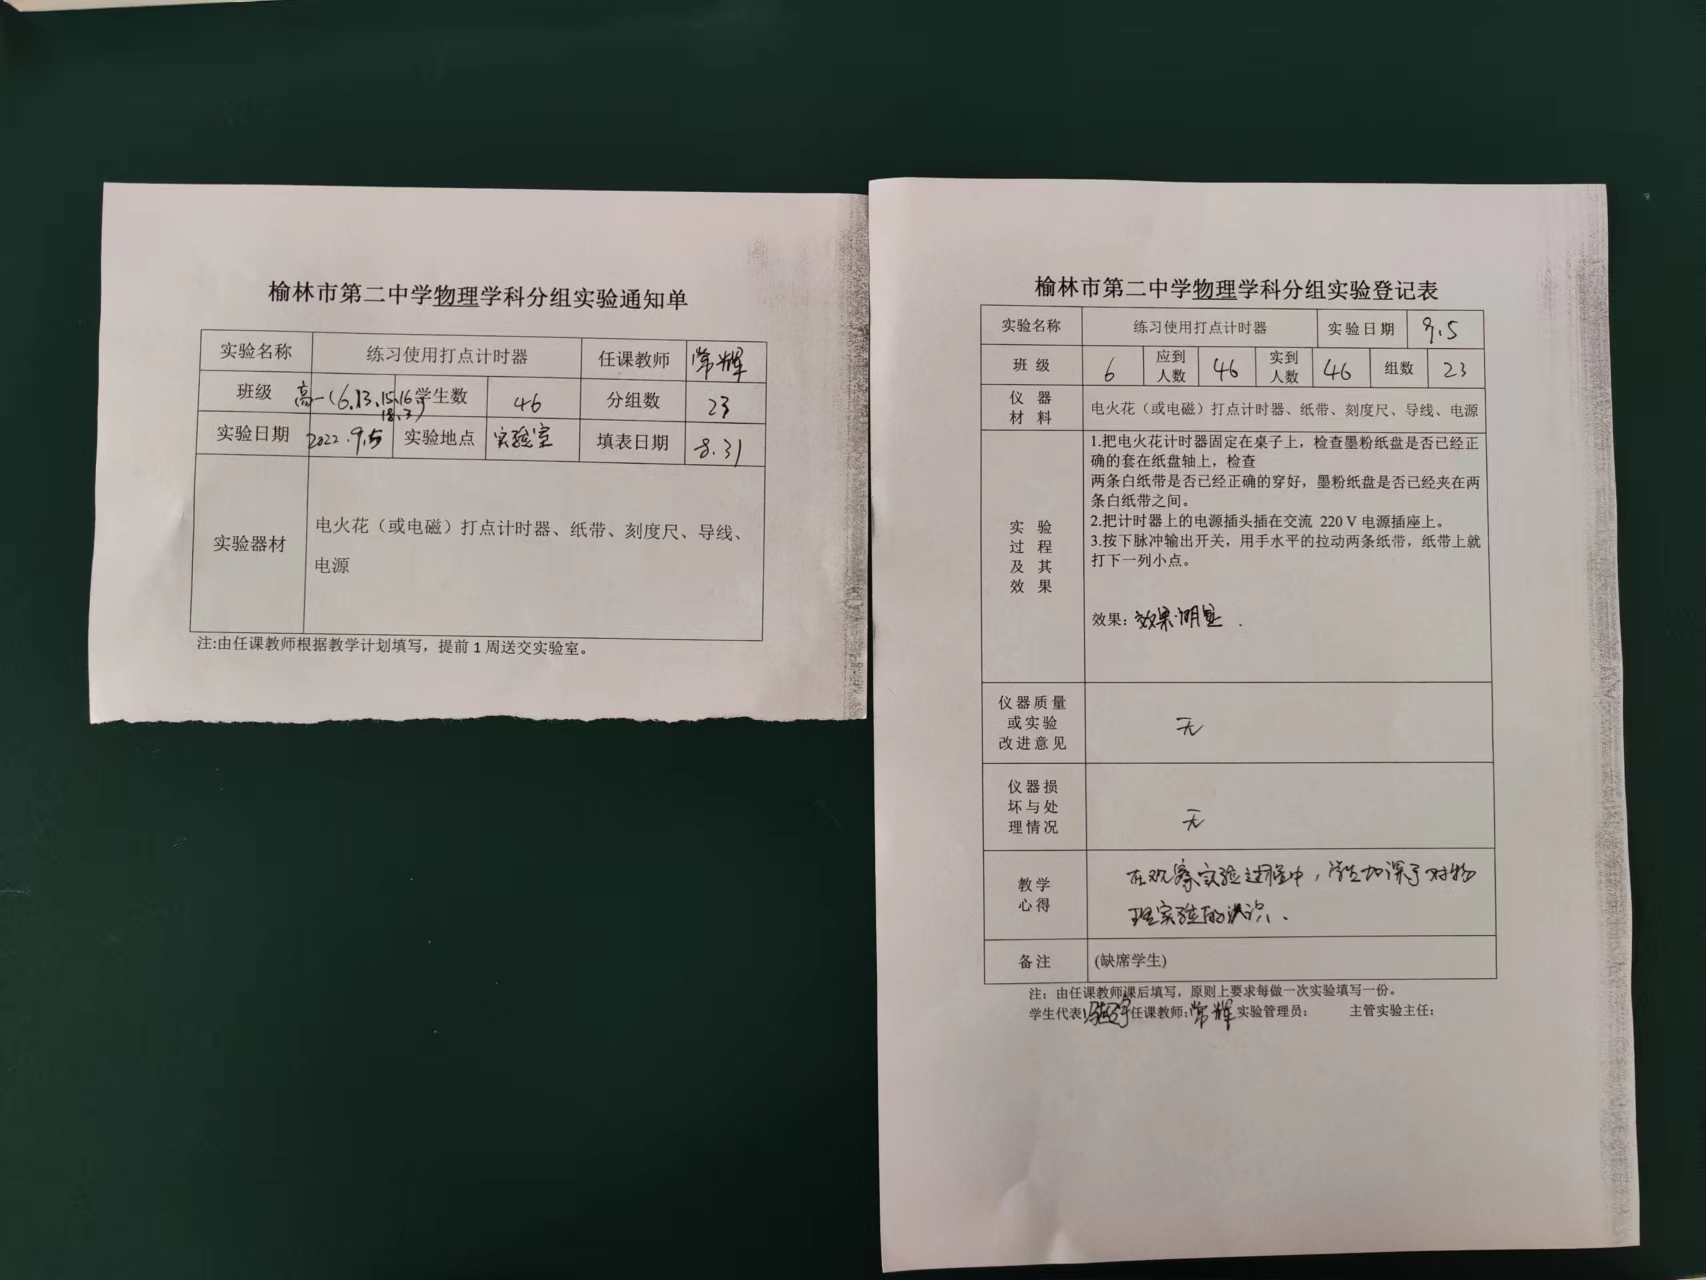 榆林市第二中学物理学科分组实验通知单
实验名称 练习使用打点计时器 任课教师 常辉
班级 高一(6.13.15.16 学生数 46 分组数 23
18.3)
实验日期 2022.9.5 实验地点 实验室 填表日期 8.31
实验器材
电火花（或电磁）打点计时器、纸带、刻度尺、导线、
电源
注:由任课教师根据教学计划填写，提前1周送交实验室。
榆林市第二中学物理学科分组实验登记表
实验名称 练习使用打点计时器 实验日期 9.5
班级 6 应到人数 46 实到人数 46 组数 23
仪器材料 电火花（或电磁）打点计时器、纸带、刻度尺、导线、电源
实验过程及其效果
1.把电火花计时器固定在桌子上，检查墨粉纸盘是否已经正
确的套在纸盘轴上，检查
两条白纸带是否已经正确的穿好，墨粉纸盘是否已经夹在两
条白纸带之间。
2.把计时器上的电源插头插在交流 220 V 电源插座上。
3.按下脉冲输出开关，用手水平的拉动两条纸带，纸带上就
打下一列小点。
效果：效果明显.
仪器质量
或实验
改进意见
无
仪器损
坏与处
理情况
无
教学
心得
在观察实验过程中，学生加深了对物
理实验的认识、
备注 (缺席学生)
注：由任课教师课后填写，原则上要求每做一次实验填写一份。
学生代表: 任课教师:常辉 实验管理员： 主管实验主任：